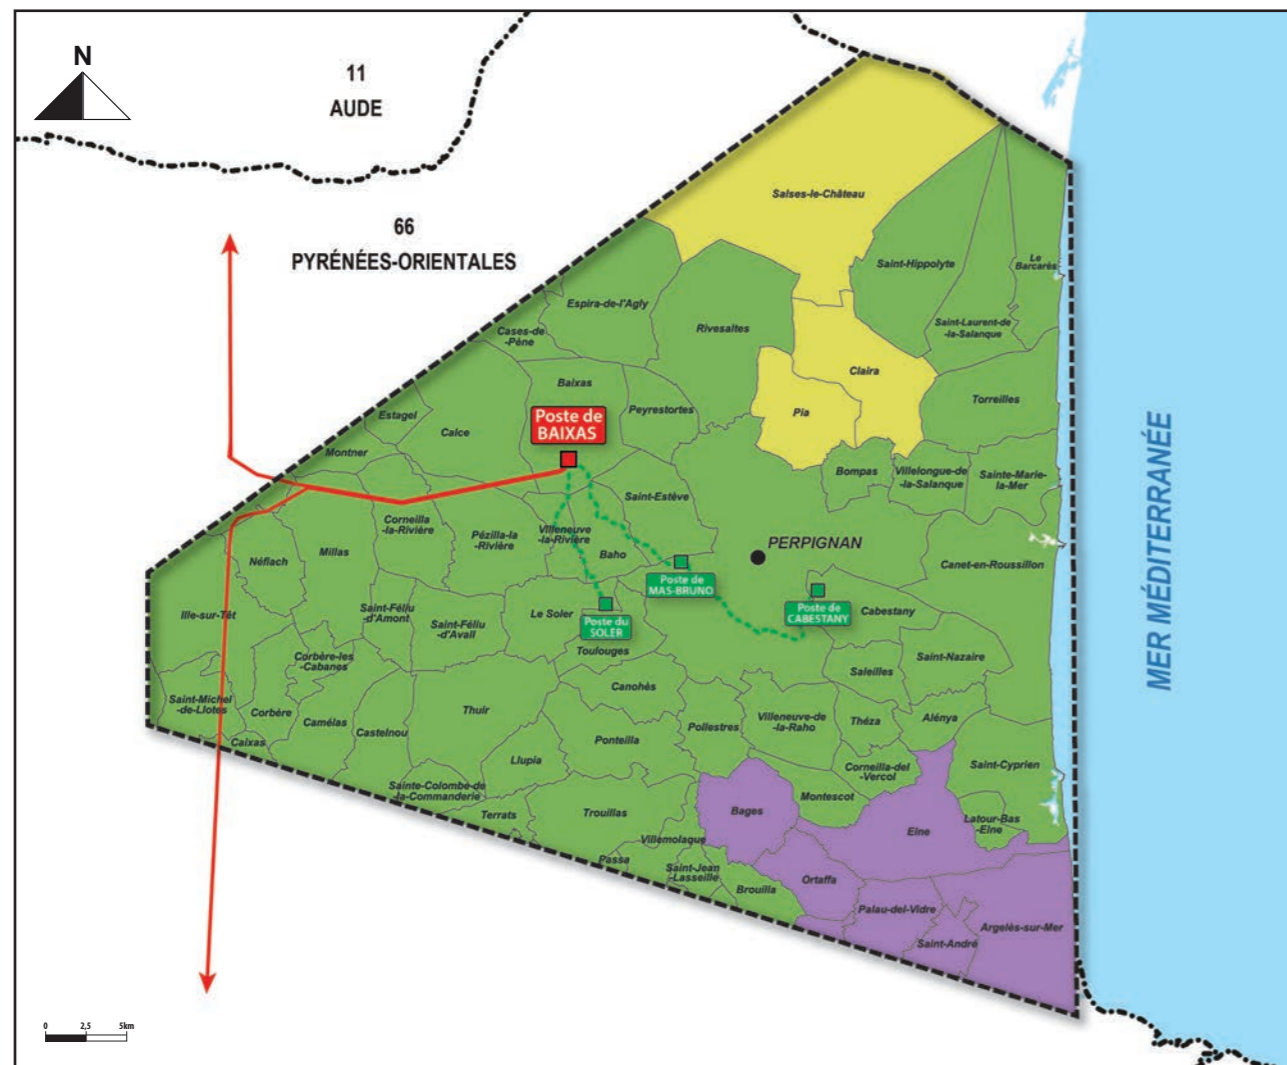 N
11
AUDE
66
PYRÉNÉES-ORIENTALES
Salses-le-Château
Saint-Hippolyte
Le
Barcarès
Espira-de-l'Agly
Cases-de
-Pène
Rivesaltes
Saint-Laurent-de
-la-Salanque
Claira
Baixas
Peyrestortes
Pia
Torreilles
Estagel
Calce
Poste de
BAIXAS
Montner
Bompas
Villelongue-de
-la-Salanque
Sainte-Marie-
la-Mer
Saint-Estève
Corneilla
-la-Rivière
Pézilla-la
-Rivière
Villeneuve
-la-Rivière
Baho
PERPIGNAN
Millas
Néfiach
Canet-en-Roussillon
Poste de
MAS-BRUNO
Poste de
CABESTANY
Cabestany
Ille-sur-Têt
Saint-Féliu
-d'Amont
Saint-Féliu
-d'Avall
Le Soler
Poste du
SOLER
Toulouges
Corbère-les
-Cabanes
Saleilles
Saint-Nazaire
Canohès
Saint-Michel
-de-Llotes
Corbère
Camélas
Castelnou
Thuir
Pollestres
Villeneuve-de
-la-Raho
Théza
Alénya
Caixas
Ponteilla
Llupia
Corneilla-del
-Vercol
Saint-Cyprien
Sainte-Colombe-de
-la-Commanderie
Montescot
Terrats
Trouillas
Bages
Elne
Latour-Bas
-Elne
Villemolaque
Passa
Saint-Jean
-Lasseille
Brouilla
Ortaffa
Palau-del-Vidre
Argelès-sur-Mer
Saint-André
MER MÉDITERRANÉE
0 2,5 5km